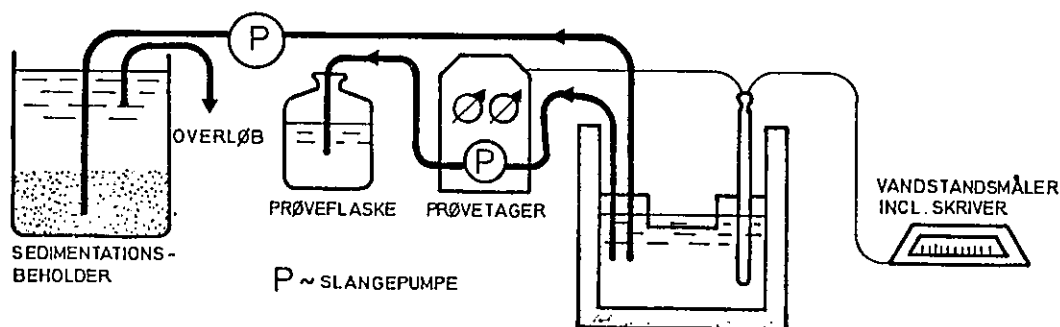 P
OVERLØB
P
PRØVEFLASKE
PRØVETAGER
VANDSTANDSMÅLER
INCL. SKRIVER
SEDIMENTATIONS-
BEHOLDER
P ~ SLANGEPUMPE